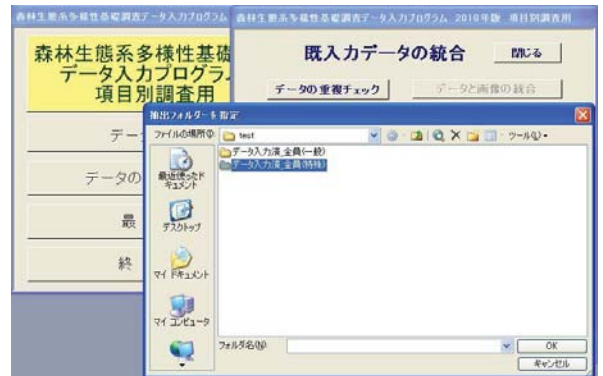 森林生態系多様性基礎調査データ入力プログラム
森林生態系多様性基礎調査データ入力プログラム 2010年版 項目別調査用
森林生態系多様性基礎
データ入力プログラ
項目別調査用
既入力データの統合
閉じる
データの重複チェック
データと画像の統合
デー
データの
最
終
抽出フォルダーを指定
ファイルの場所(I):
test
ツール(L)
データ入力済_全員(一般)
データ入力済_全員(特殊)
最近使ったドキュメント
デスクトップ
マイ ドキュメント
マイ コンピュータ
フォルダ名(N):
OK
キャンセル